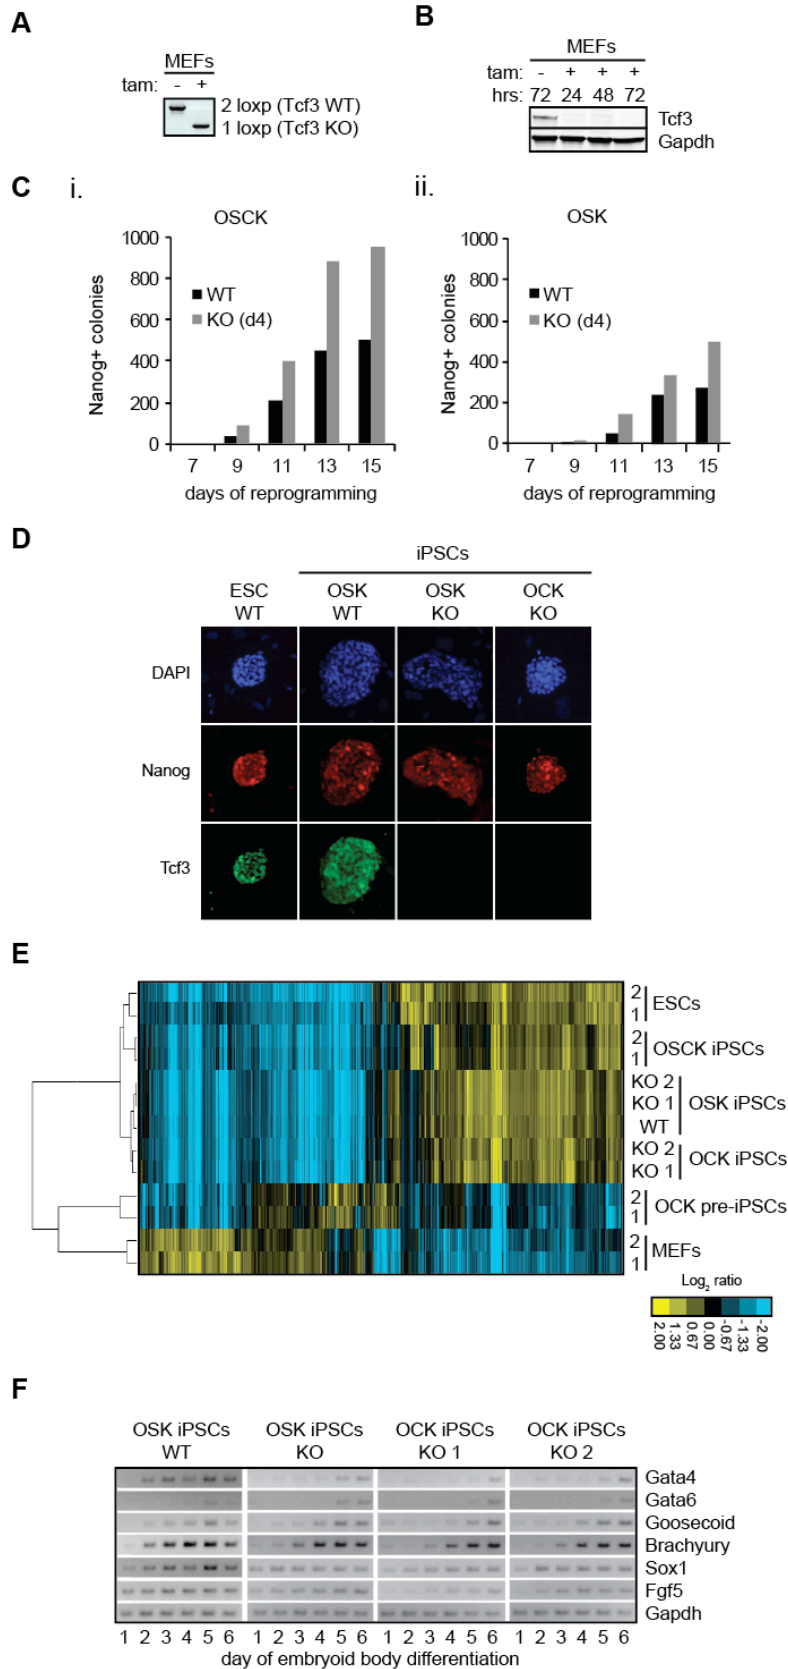 A
MEFs
tam: - +
2 loxp (Tcf3 WT)
1 loxp (Tcf3 KO)
B
MEFs
tam: - + + +
hrs: 72 24 48 72
Tcf3
Gapdh
C
i.
OSCK
Nanog+ colonies
1000
800
600
400
200
0
WT
KO (d4)
7 9 11 13 15
days of reprogramming
ii.
OSK
Nanog+ colonies
1000
800
600
400
200
0
WT
KO (d4)
7 9 11 13 15
days of reprogramming
D
iPSCs
ESC OSK OSK OCK
WT WT KO KO
DAPI
Nanog
Tcf3
E
2
1
ESCs
2
1
OSCK iPSCs
KO 2
KO 1
WT
OSK iPSCs
KO 2
KO 1
OCK iPSCs
2
1
OCK pre-iPSCs
2
1
MEFs
Log2 ratio
2.00 1.33 0.67 0.00 -0.67 -1.33 -2.00
F
OSK iPSCs OSK iPSCs OCK iPSCs OCK iPSCs
WT KO KO 1 KO 2
Gata4
Gata6
Goosecoid
Brachyury
Sox1
Fgf5
Gapdh
1 2 3 4 5 6 1 2 3 4 5 6 1 2 3 4 5 6 1 2 3 4 5 6
day of embryoid body differentiation